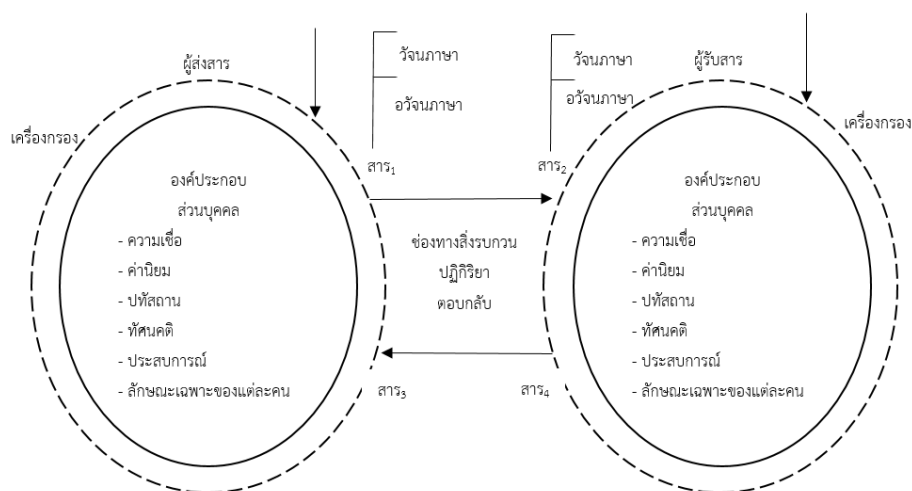 ผู้ส่งสาร
วัจนภาษา
อวัจนภาษา
วัจนภาษา
อวัจนภาษา
ผู้รับสาร
เครื่องกรอง
เครื่องกรอง
สาร₁
สาร₂
องค์ประกอบ
ส่วนบุคคล
- ความเชื่อ
- ค่านิยม
- ปทัสถาน
- ทัศนคติ
- ประสบการณ์
- ลักษณะเฉพาะของแต่ละคน
ช่องทางสิ่งรบกวน
ปฏิกิริยา
ตอบกลับ
องค์ประกอบ
ส่วนบุคคล
- ความเชื่อ
- ค่านิยม
- ปทัสถาน
- ทัศนคติ
- ประสบการณ์
- ลักษณะเฉพาะของแต่ละคน
สาร₃
สาร₄